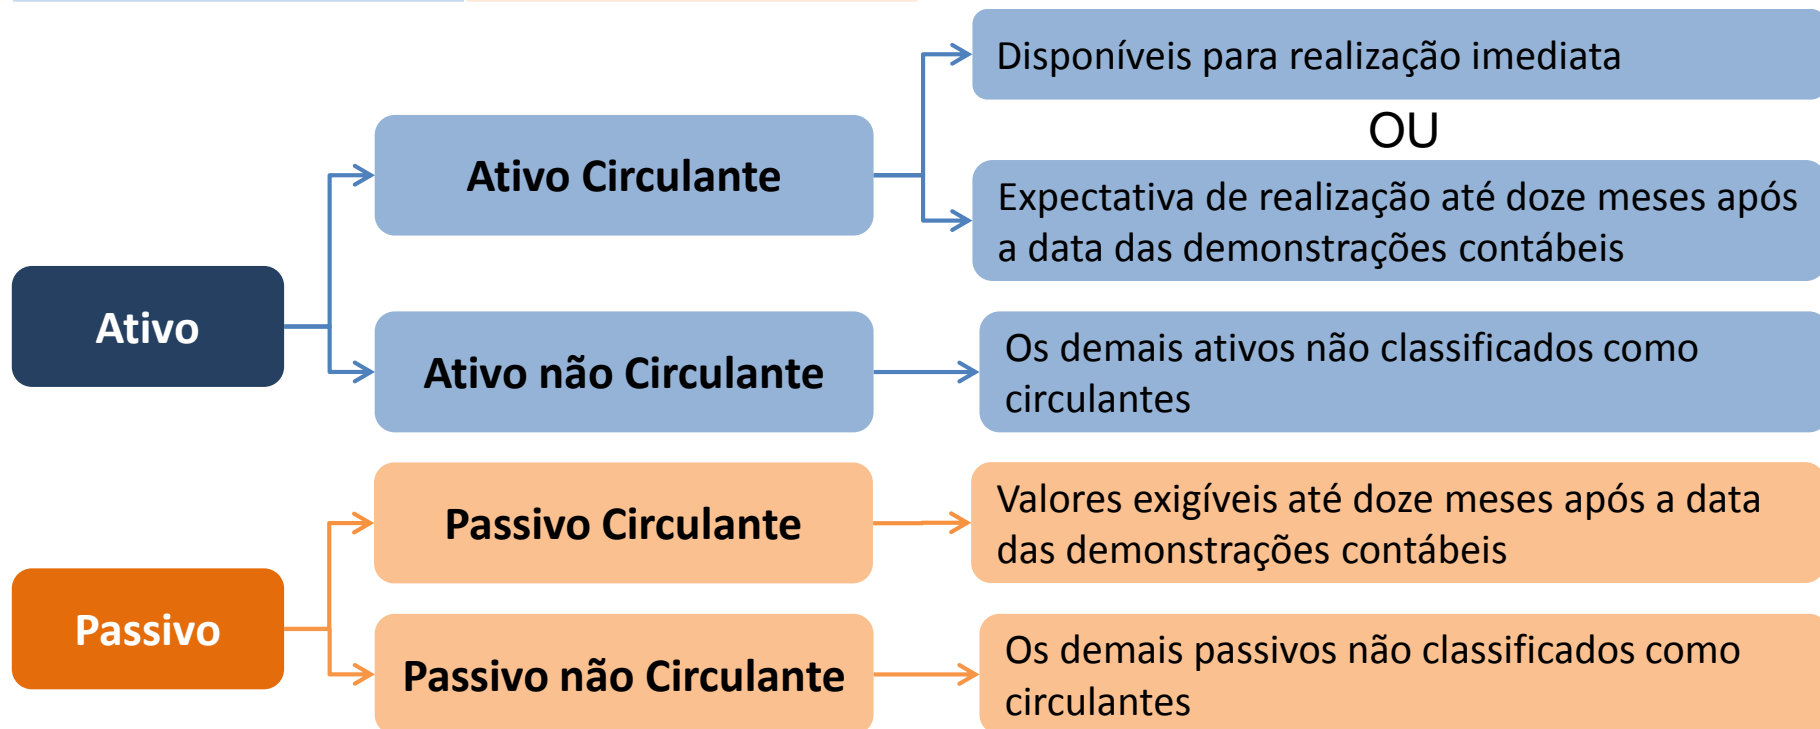 Disponíveis para realização imediata
OU
Ativo Circulante
Expectativa de realização até doze meses após
a data das demonstrações contábeis
Ativo
Ativo não Circulante
Os demais ativos não classificados como
circulantes
Passivo Circulante
Valores exigíveis até doze meses após a data
das demonstrações contábeis
Passivo
Passivo não Circulante
Os demais passivos não classificados como
circulantes